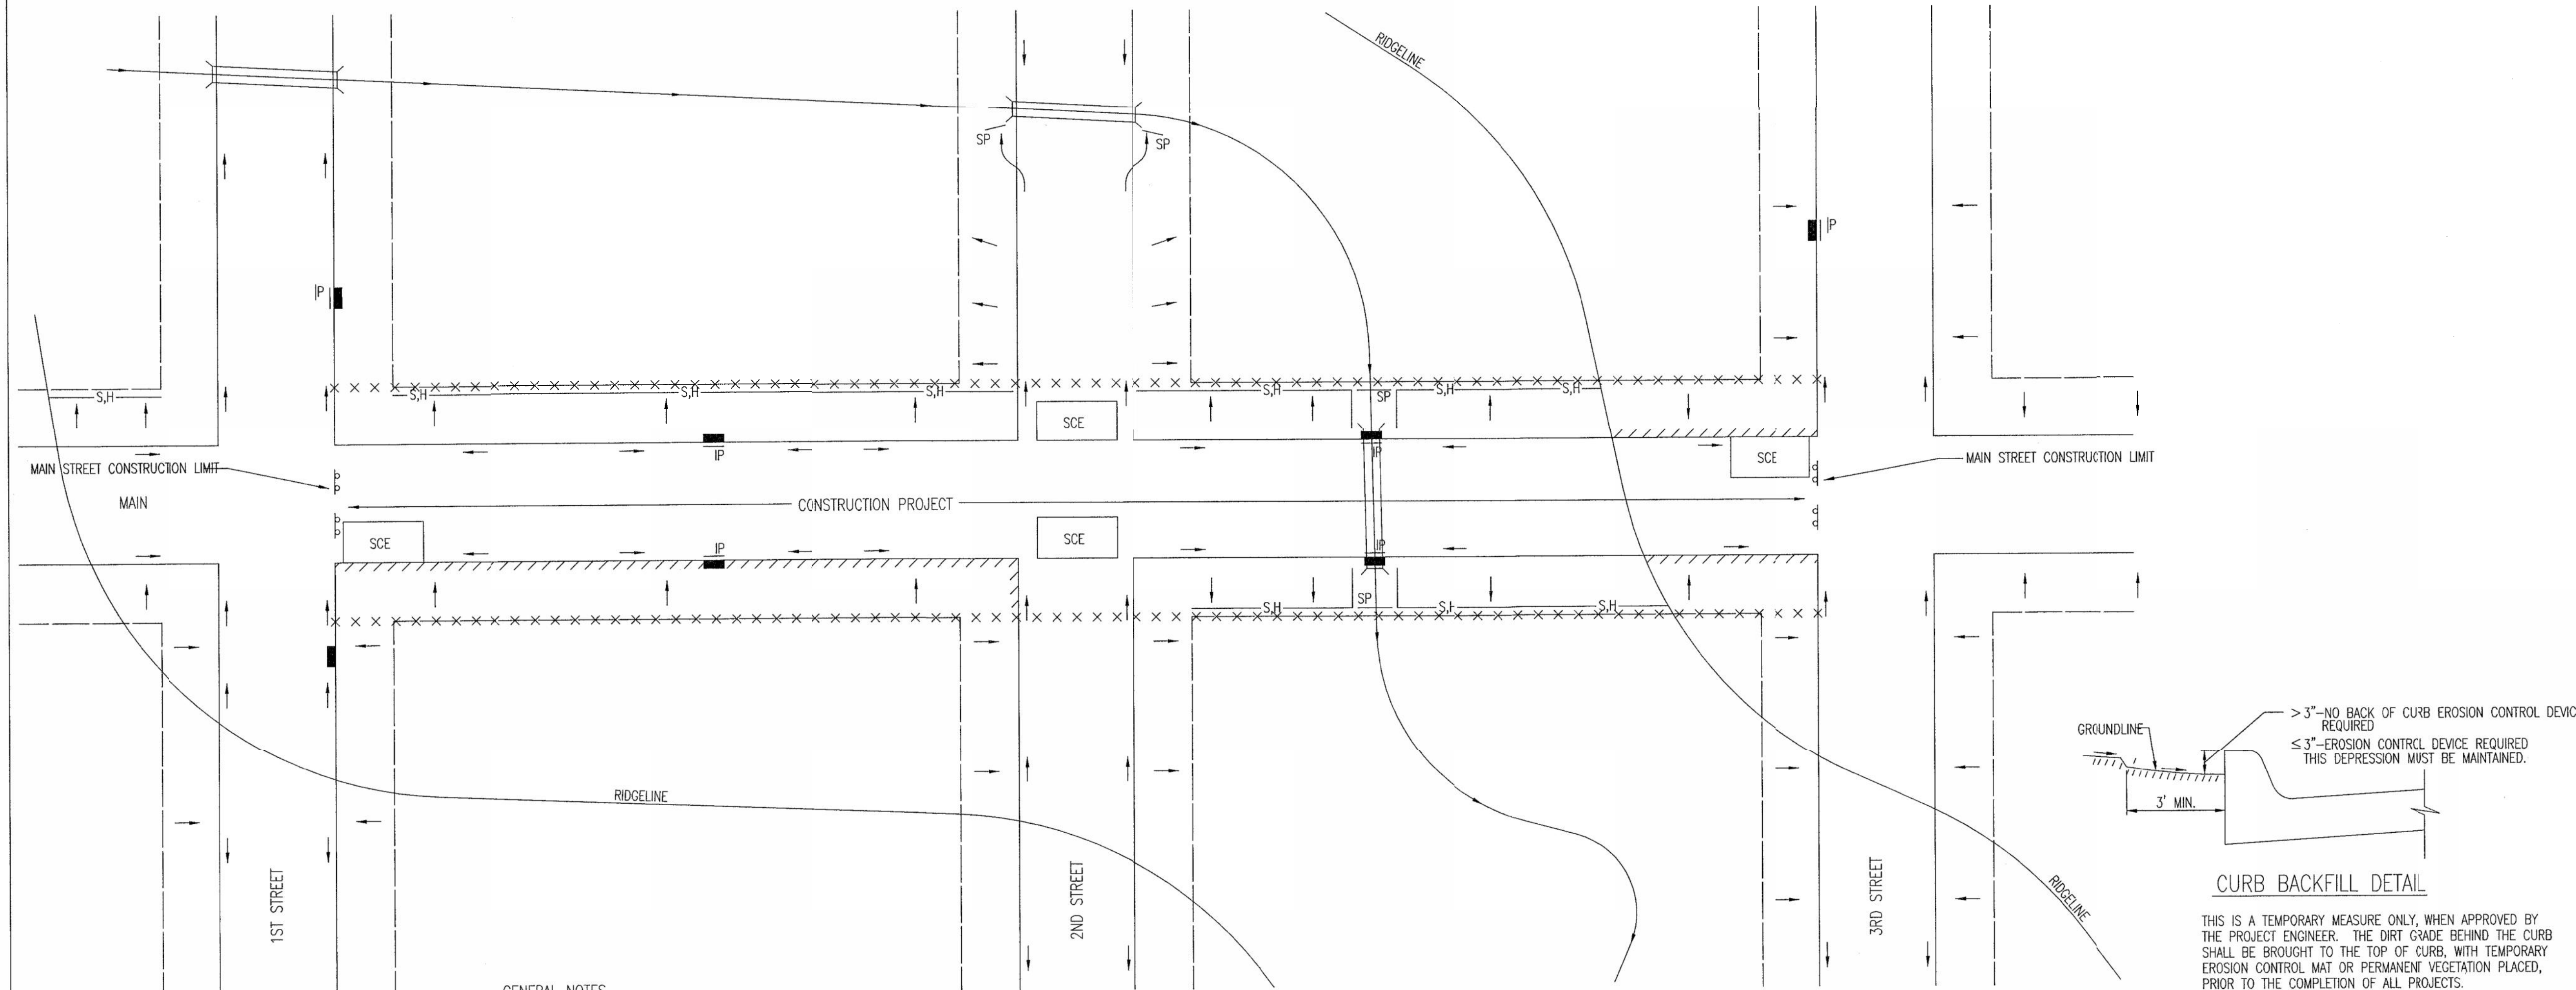 RIDGELINE
SP
SP
IP
IP
S,H
S,H
S,H
S,H
S,H
SP
S,H
S,H
SCE
IP
IP
SCE
MAIN STREET CONSTRUCTION LIMIT
MAIN STREET CONSTRUCTION LIMIT
MAIN
CONSTRUCTION PROJECT
SCE
IP
SCE
IP
S,H
SP
S,H
S,H
RIDGELINE
1ST STREET
2ND STREET
3RD STREET
RIDGELINE
GROUNDLINE
>3"-NO BACK OF CURB EROSION CONTROL DEVIC
REQUIRED
≤3"-EROSION CONTROL DEVICE REQUIRED
THIS DEPRESSION MUST BE MAINTAINED.
3' MIN.
CURB BACKFILL DETAIL
THIS IS A TEMPORARY MEASURE ONLY, WHEN APPROVED BY
THE PROJECT ENGINEER. THE DIRT GRADE BEHIND THE CURB
SHALL BE BROUGHT TO THE TOP OF CURB, WITH TEMPORARY
EROSION CONTROL MAT OR PERMANENT VEGETATION PLACED,
PRIOR TO THE COMPLETION OF ALL PROJECTS.
GENERAL NOTES